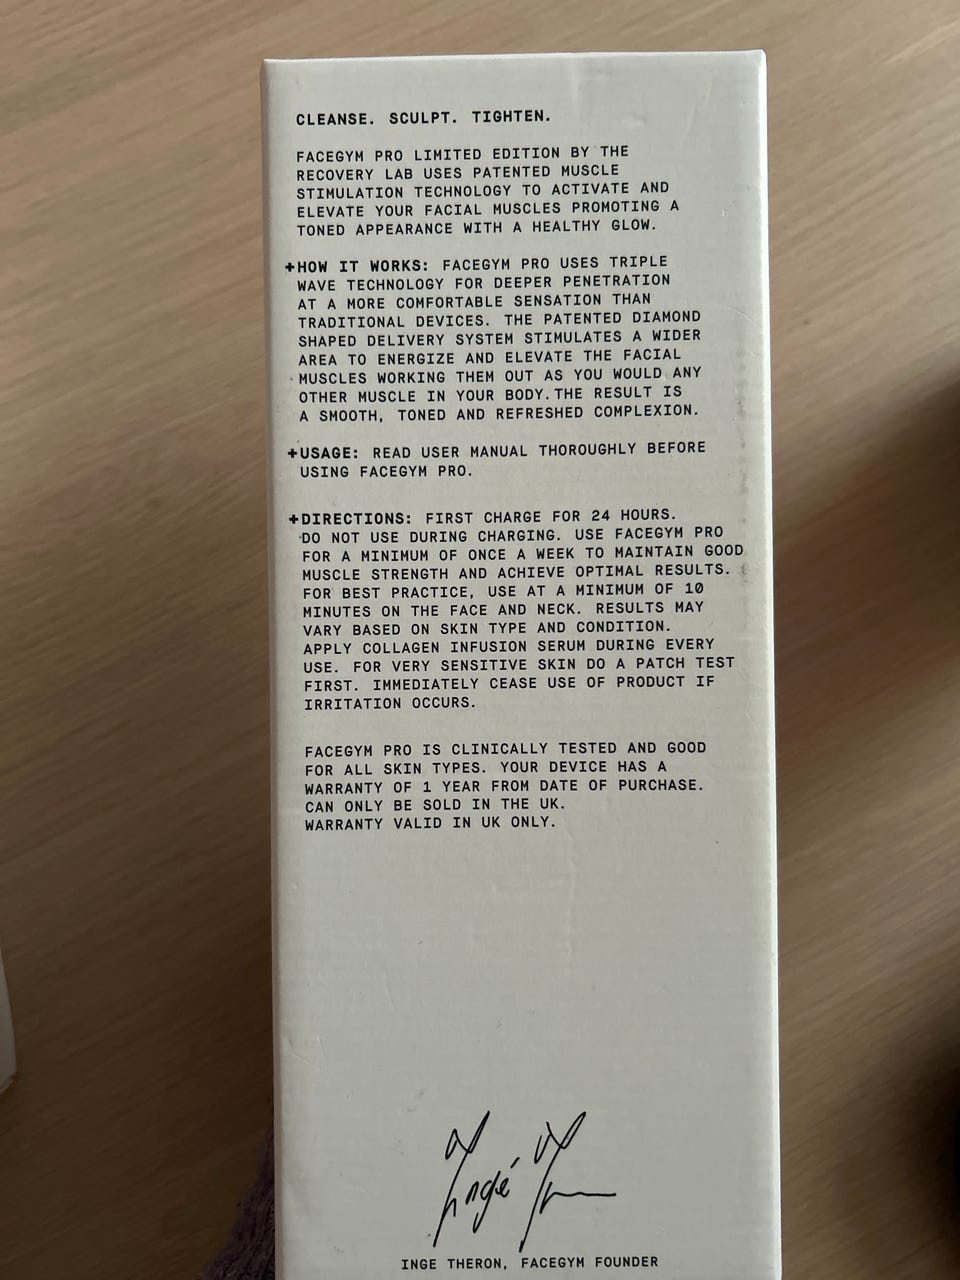 CLEANSE. SCULPT. TIGHTEN.
FACEGYM PRO LIMITED EDITION BY THE
RECOVERY LAB USES PATENTED MUSCLE
STIMULATION TECHNOLOGY TO ACTIVATE AND
ELEVATE YOUR FACIAL MUSCLES PROMOTING A
TONED APPEARANCE WITH A HEALTHY GLOW.
+HOW IT WORKS: FACEGYM PRO USES TRIPLE
WAVE TECHNOLOGY FOR DEEPER PENETRATION
AT A MORE COMFORTABLE SENSATION THAN
TRADITIONAL DEVICES. THE PATENTED DIAMOND
SHAPED DELIVERY SYSTEM STIMULATES A WIDER
AREA TO ENERGIZE AND ELEVATE THE FACIAL
MUSCLES WORKING THEM OUT AS YOU WOULD ANY
OTHER MUSCLE IN YOUR BODY. THE RESULT IS
A SMOOTH, TONED AND REFRESHED COMPLEXION.
+USAGE: READ USER MANUAL THOROUGHLY BEFORE
USING FACEGYM PRO.
+DIRECTIONS: FIRST CHARGE FOR 24 HOURS.
DO NOT USE DURING CHARGING. USE FACEGYM PRO
FOR A MINIMUM OF ONCE A WEEK TO MAINTAIN GOOD
MUSCLE STRENGTH AND ACHIEVE OPTIMAL RESULTS.
FOR BEST PRACTICE, USE AT A MINIMUM OF 10
MINUTES ON THE FACE AND NECK. RESULTS MAY
VARY BASED ON SKIN TYPE AND CONDITION.
APPLY COLLAGEN INFUSION SERUM DURING EVERY
USE. FOR VERY SENSITIVE SKIN DO A PATCH TEST
FIRST. IMMEDIATELY CEASE USE OF PRODUCT IF
IRRITATION OCCURS.
FACEGYM PRO IS CLINICALLY TESTED AND GOOD
FOR ALL SKIN TYPES. YOUR DEVICE HAS A
WARRANTY OF 1 YEAR FROM DATE OF PURCHASE.
CAN ONLY BE SOLD IN THE UK.
WARRANTY VALID IN UK ONLY.
Ingé
INGE THERON, FACEGYM FOUNDER